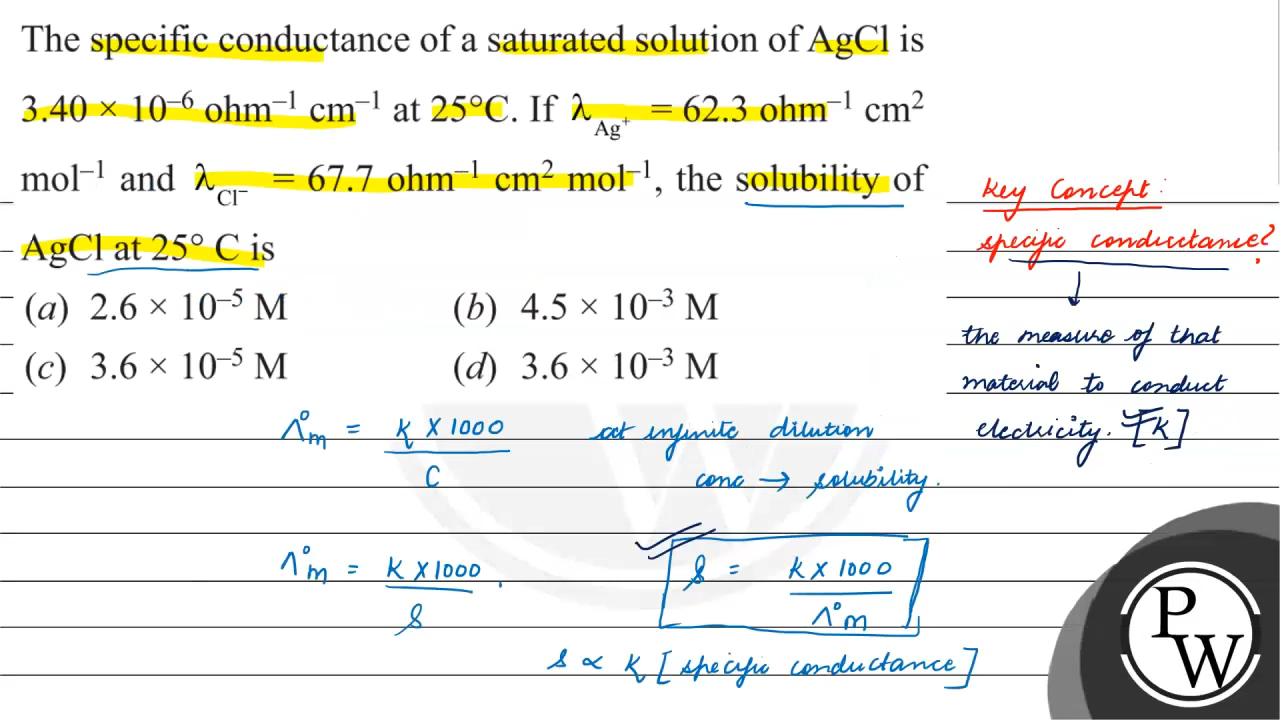 The specific conductance of a saturated solution of AgCl is
3.40 × 10⁻⁶ ohm⁻¹ cm⁻¹ at 25°C. If λ_Ag⁺ = 62.3 ohm⁻¹ cm²
mol⁻¹ and λ_Cl⁻ = 67.7 ohm⁻¹ cm² mol⁻¹, the solubility of
AgCl at 25° C is
(a) 2.6 × 10⁻⁵ M (b) 4.5 × 10⁻³ M
(c) 3.6 × 10⁻⁵ M (d) 3.6 × 10⁻³ M
Key Concept:
specific conductance?
↓
the measure of that
material to conduct
electricity. [K]
Λ°m = K × 1000 / C at infinite dilution
conc → solubility.
Λ°m = K × 1000 / S . S = K × 1000 / Λ°m
S ∝ K [specific conductance]
P
W